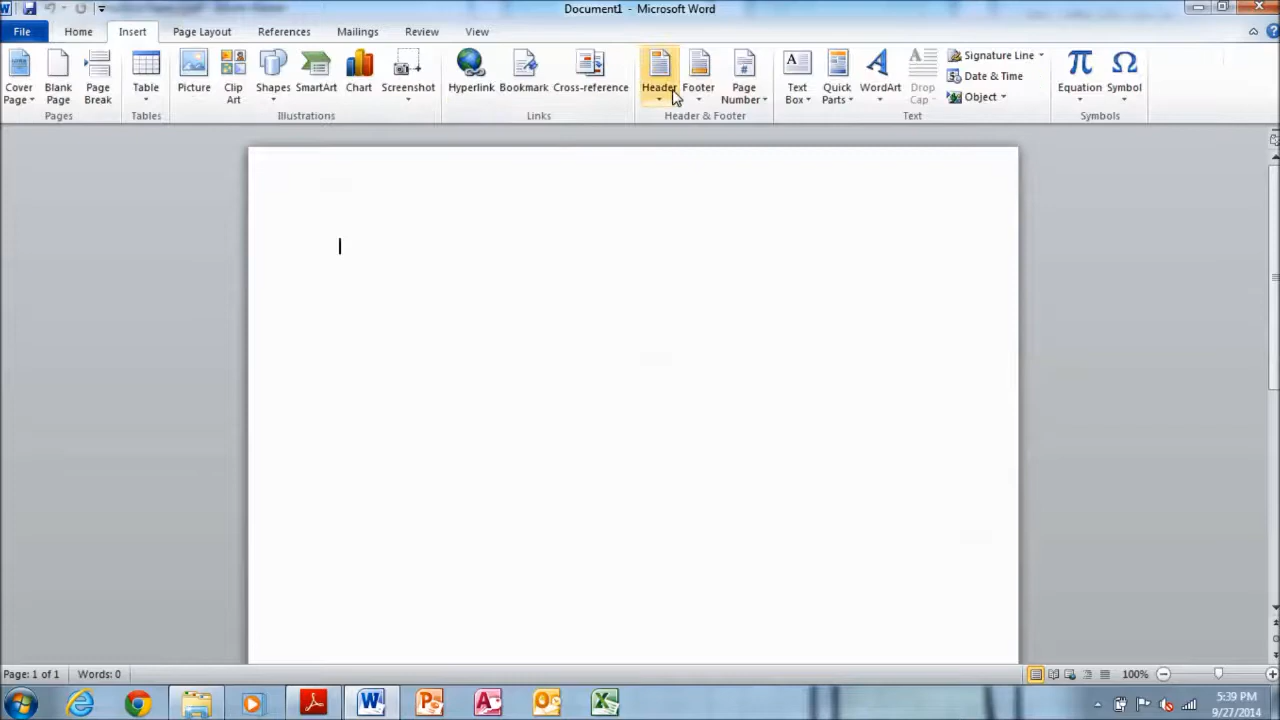 Document1 - Microsoft Word
File Insert Home Page Layout References Mailings Review View
Cover Page
Blank Page
Page Break
Table
Picture
Clip Art
Shapes
SmartArt
Chart
Screenshot
Hyperlink
Bookmark
Cross-reference
Header
Footer
Page Number
Text Box
Quick Parts
WordArt
Drop Cap
Signature Line
Date & Time
Object
Equation
Symbol
Pages
Tables
Illustrations
Links
Header & Footer
Text
Symbols
Page: 1 of 1
Words: 0
100%
5:39 PM
9/27/2014